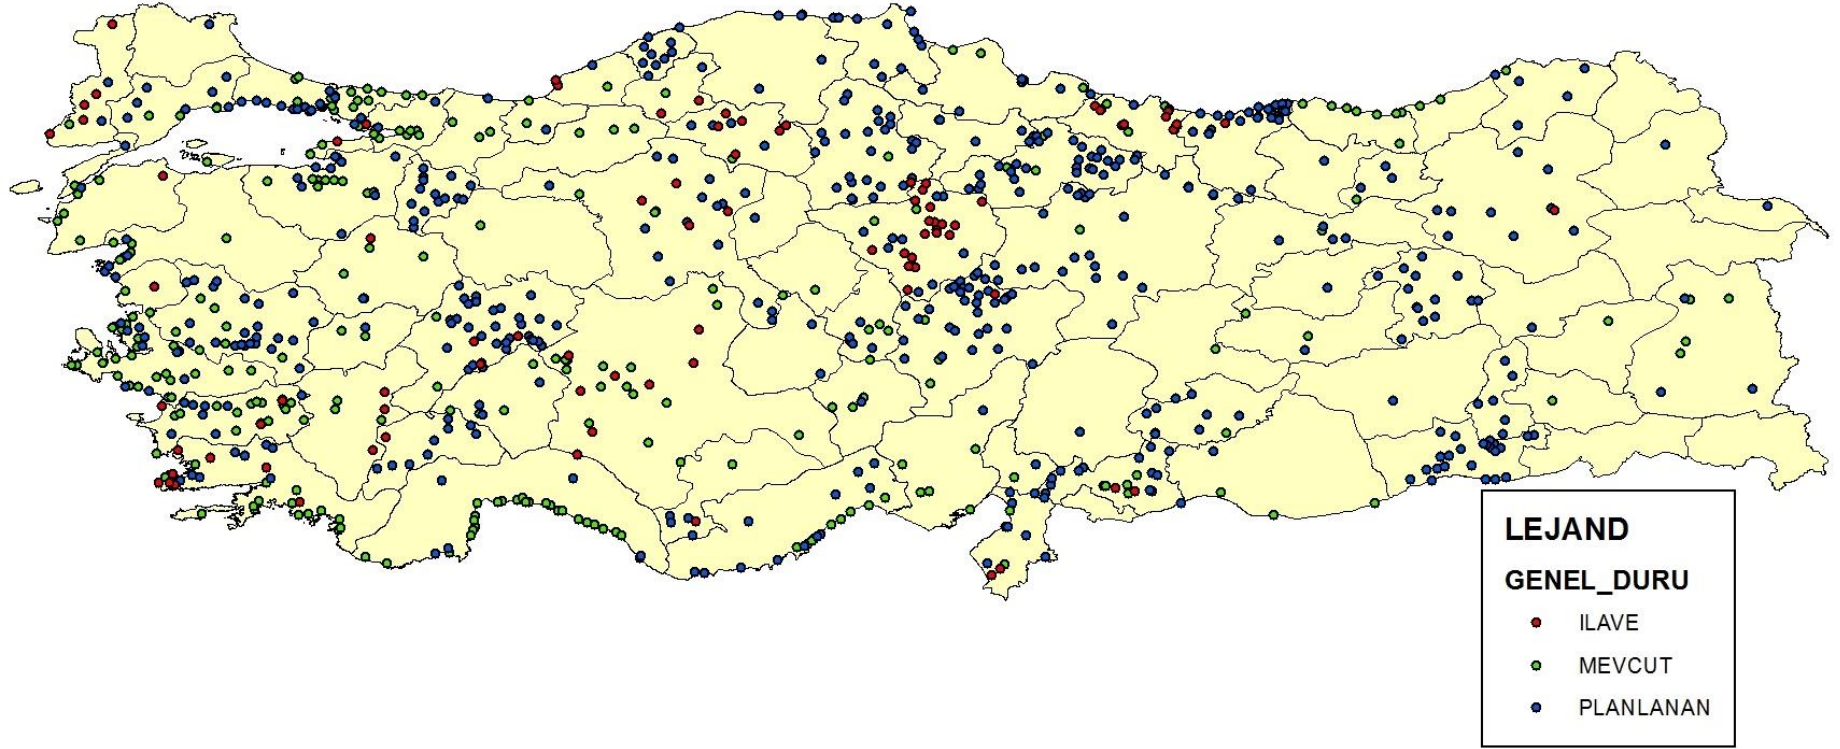 LEJAND
GENEL_DURU
ILAVE
MEVCUT
PLANLANAN